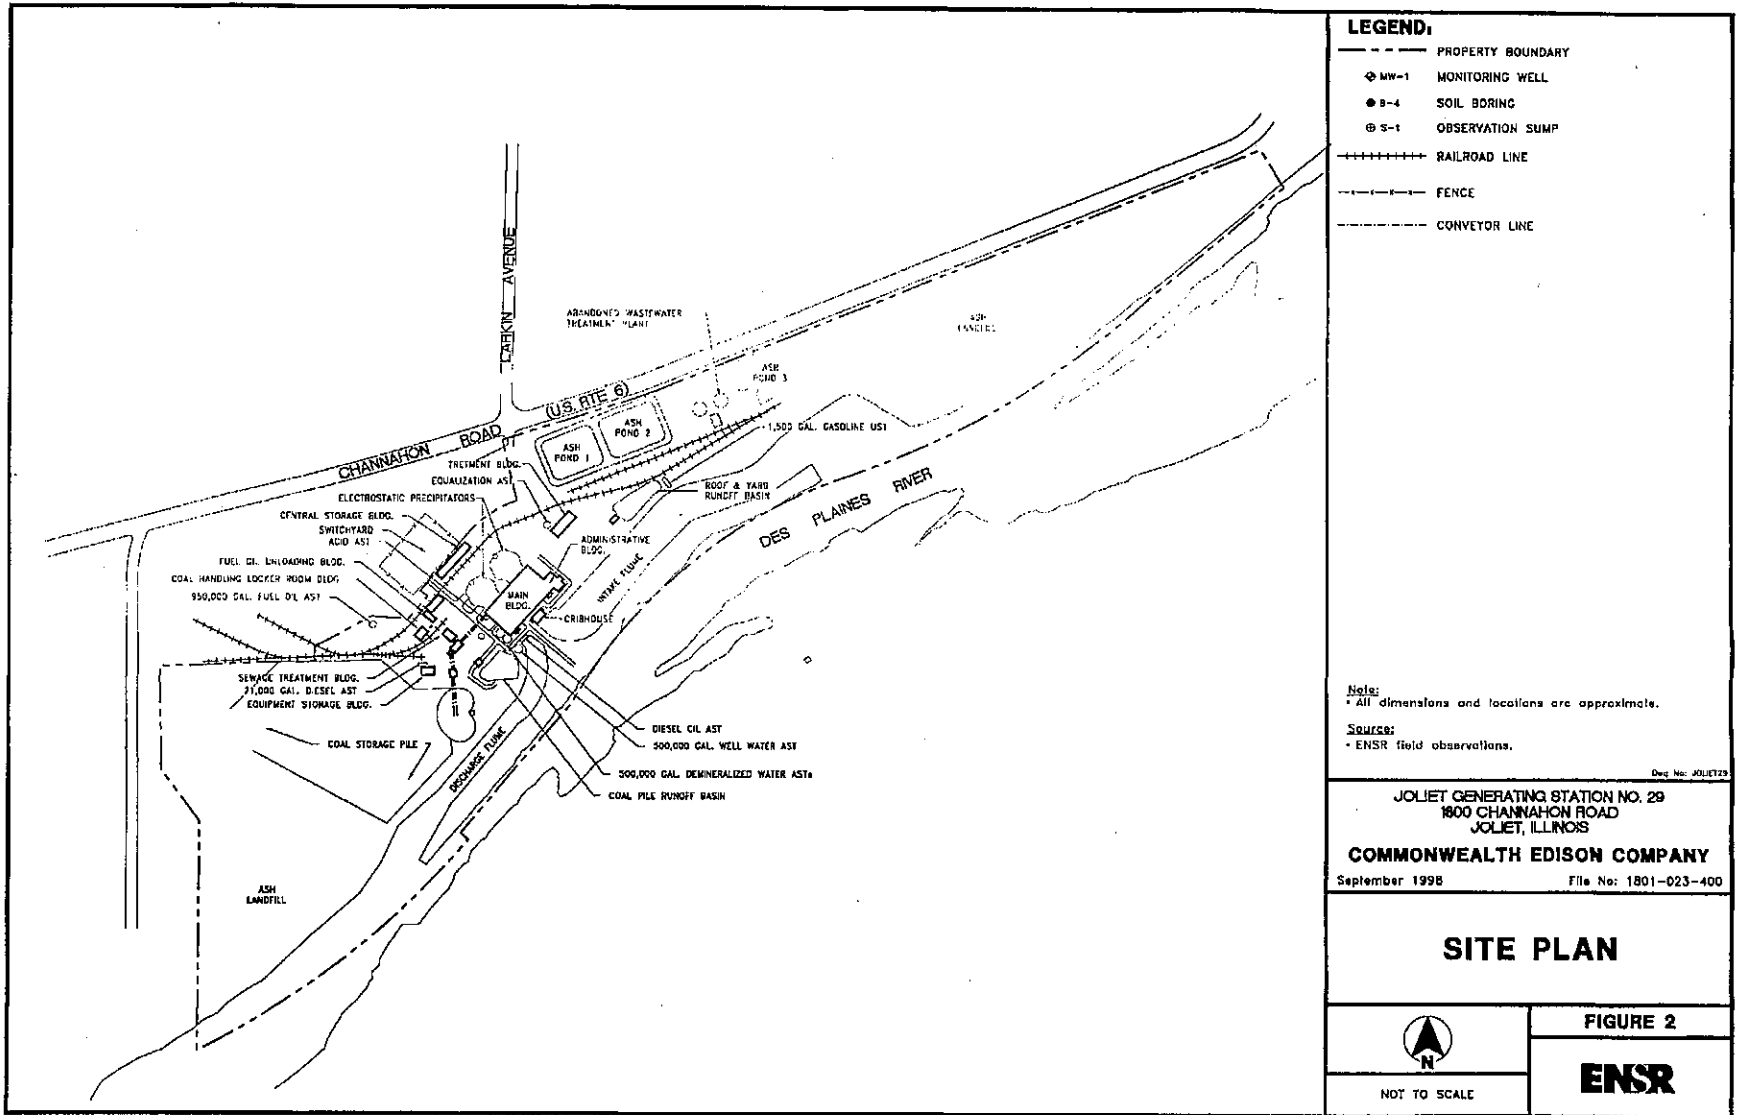 LEGEND:
PROPERTY BOUNDARY
MW-1 MONITORING WELL
B-4 SOIL BORING
S-1 OBSERVATION SUMP
RAILROAD LINE
FENCE
CONVEYOR LINE
LARKIN AVENUE
ABANDONED WASTEWATER
TREATMENT PLANT
ASH
LANDFILL
ASH
POND 3
(U.S. RTE 6)
CHANNAHON ROAD
ASH
POND 2
ASH
POND 1
1,500 GAL. GASOLINE UST
TRETMENT BLDG.
EQUALIZATION AST
ROOF & YARD
RUNOFF BASIN
ELECTROSTATIC PRECIPITATORS
CENTRAL STORAGE BLDG.
SWITCHYARD
ACID AST
DES PLAINES RIVER
ADMINISTRATIVE
BLDG.
FUEL OIL UNLOADING BLDG.
COAL HANDLING LOCKER ROOM BLDG
950,000 GAL. FUEL OIL AST
MAIN
BLDG.
INTAKE FLUME
CRIBHOUSE
SEWAGE TREATMENT BLDG.
21,000 GAL. DIESEL AST
EQUIPMENT STORAGE BLDG.
COAL STORAGE PILE
DISCHARGE FLUME
DIESEL OIL AST
500,000 GAL. WELL WATER AST
500,000 GAL. DEMINERALIZED WATER ASTs
COAL PILE RUNOFF BASIN
ASH
LANDFILL
Note:
• All dimensions and locations are approximate.
Source:
• ENSR field observations.
Dwg No: JOLIET29
JOLIET GENERATING STATION NO. 29
1800 CHANNAHON ROAD
JOLIET, ILLINOIS
COMMONWEALTH EDISON COMPANY
September 1998 File No: 1801-023-400
SITE PLAN
N
NOT TO SCALE
FIGURE 2
ENSR